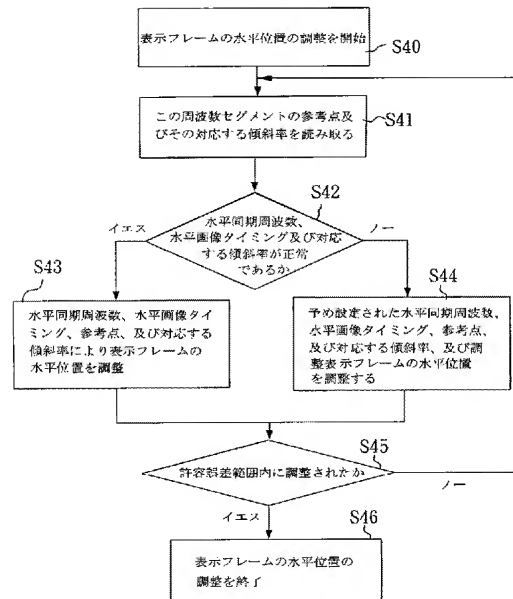 表示フレームの水平位置の調整を開始
S40
この周波数セグメントの参考点及
びその対応する傾斜率を読み取る
S41
S42
水平同期周波数、
水平画像タイミング及び対応
する傾斜率が正常
であるか
イエス
ノー
S43
水平同期周波数、水平画像タイ
ミング、参考点、及び対応する
傾斜率により表示フレームの
水平位置を調整
S44
予め設定された水平同期周波数、
水平画像タイミング、参考点、
及び対応する傾斜率、及び調
整表示フレームの水平位置
を調整する
S45
許容誤差範囲内に調整されたか
ノー
イエス
S46
表示フレームの水平位置の
調整を終了